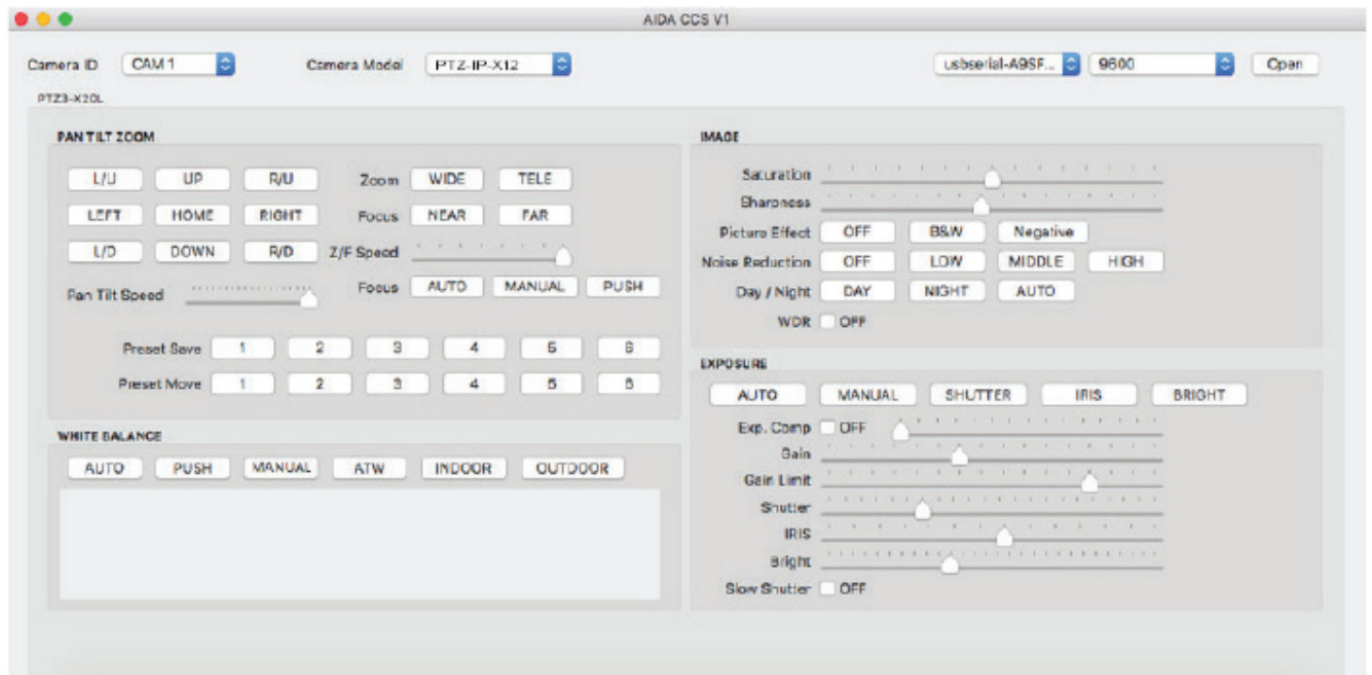 AIDA CCS V1
Camera ID CAM 1 Camera Model PTZ-IP-X12 usbserial-A9SF... 9600 Open
PTZ3-X20L
PAN TILT ZOOM
L/U UP R/U Zoom WIDE TELE
LEFT HOME RIGHT Focus NEAR FAR
L/D DOWN R/D Z/F Speed
Pan Tilt Speed Focus AUTO MANUAL PUSH
Preset Save 1 2 3 4 5 6
Preset Move 1 2 3 4 5 6
WHITE BALANCE
AUTO PUSH MANUAL ATW INDOOR OUTDOOR
IMAGE
Saturation
Sharpness
Picture Effect OFF B&W Negative
Noise Reduction OFF LOW MIDDLE HIGH
Day / Night DAY NIGHT AUTO
WDR OFF
EXPOSURE
AUTO MANUAL SHUTTER IRIS BRIGHT
Exp. Comp OFF
Gain
Gain Limit
Shutter
IRIS
Bright
Slow Shutter OFF